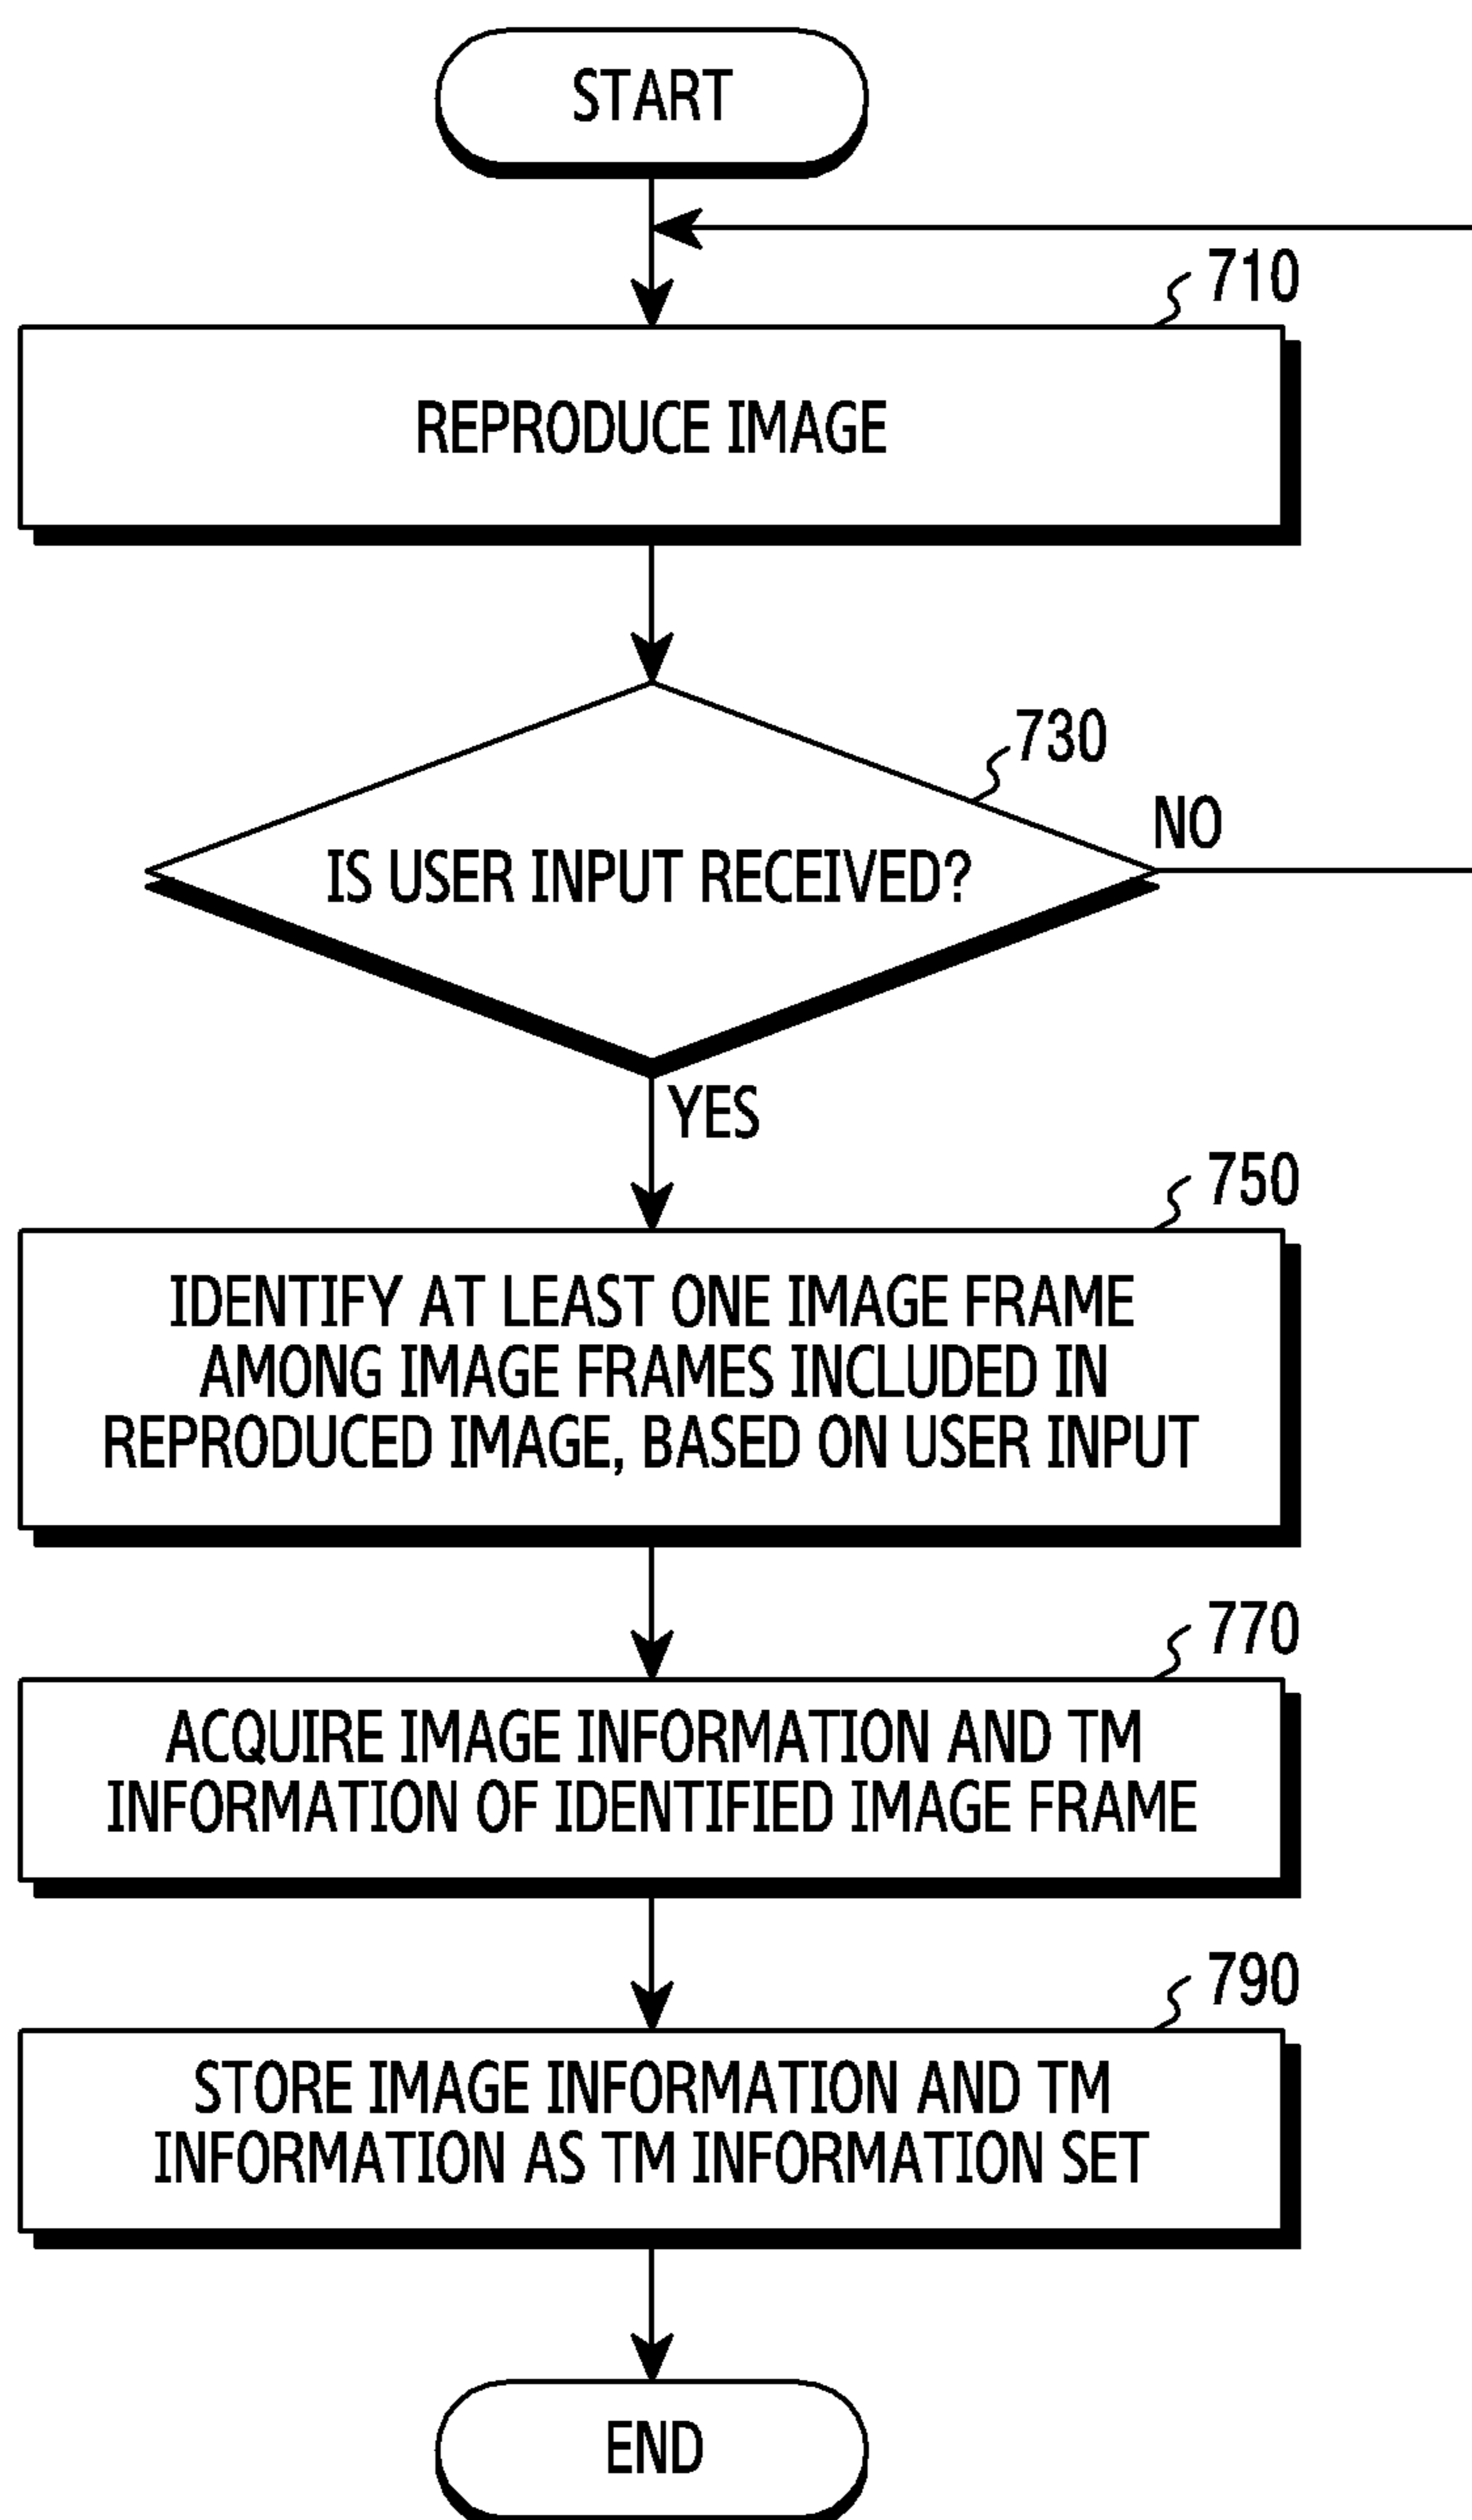 START
710
REPRODUCE IMAGE
730
NO
IS USER INPUT RECEIVED?
YES
750
IDENTIFY AT LEAST ONE IMAGE FRAME
AMONG IMAGE FRAMES INCLUDED IN
REPRODUCED IMAGE, BASED ON USER INPUT
770
ACQUIRE IMAGE INFORMATION AND TM
INFORMATION OF IDENTIFIED IMAGE FRAME
790
STORE IMAGE INFORMATION AND TM
INFORMATION AS TM INFORMATION SET
END